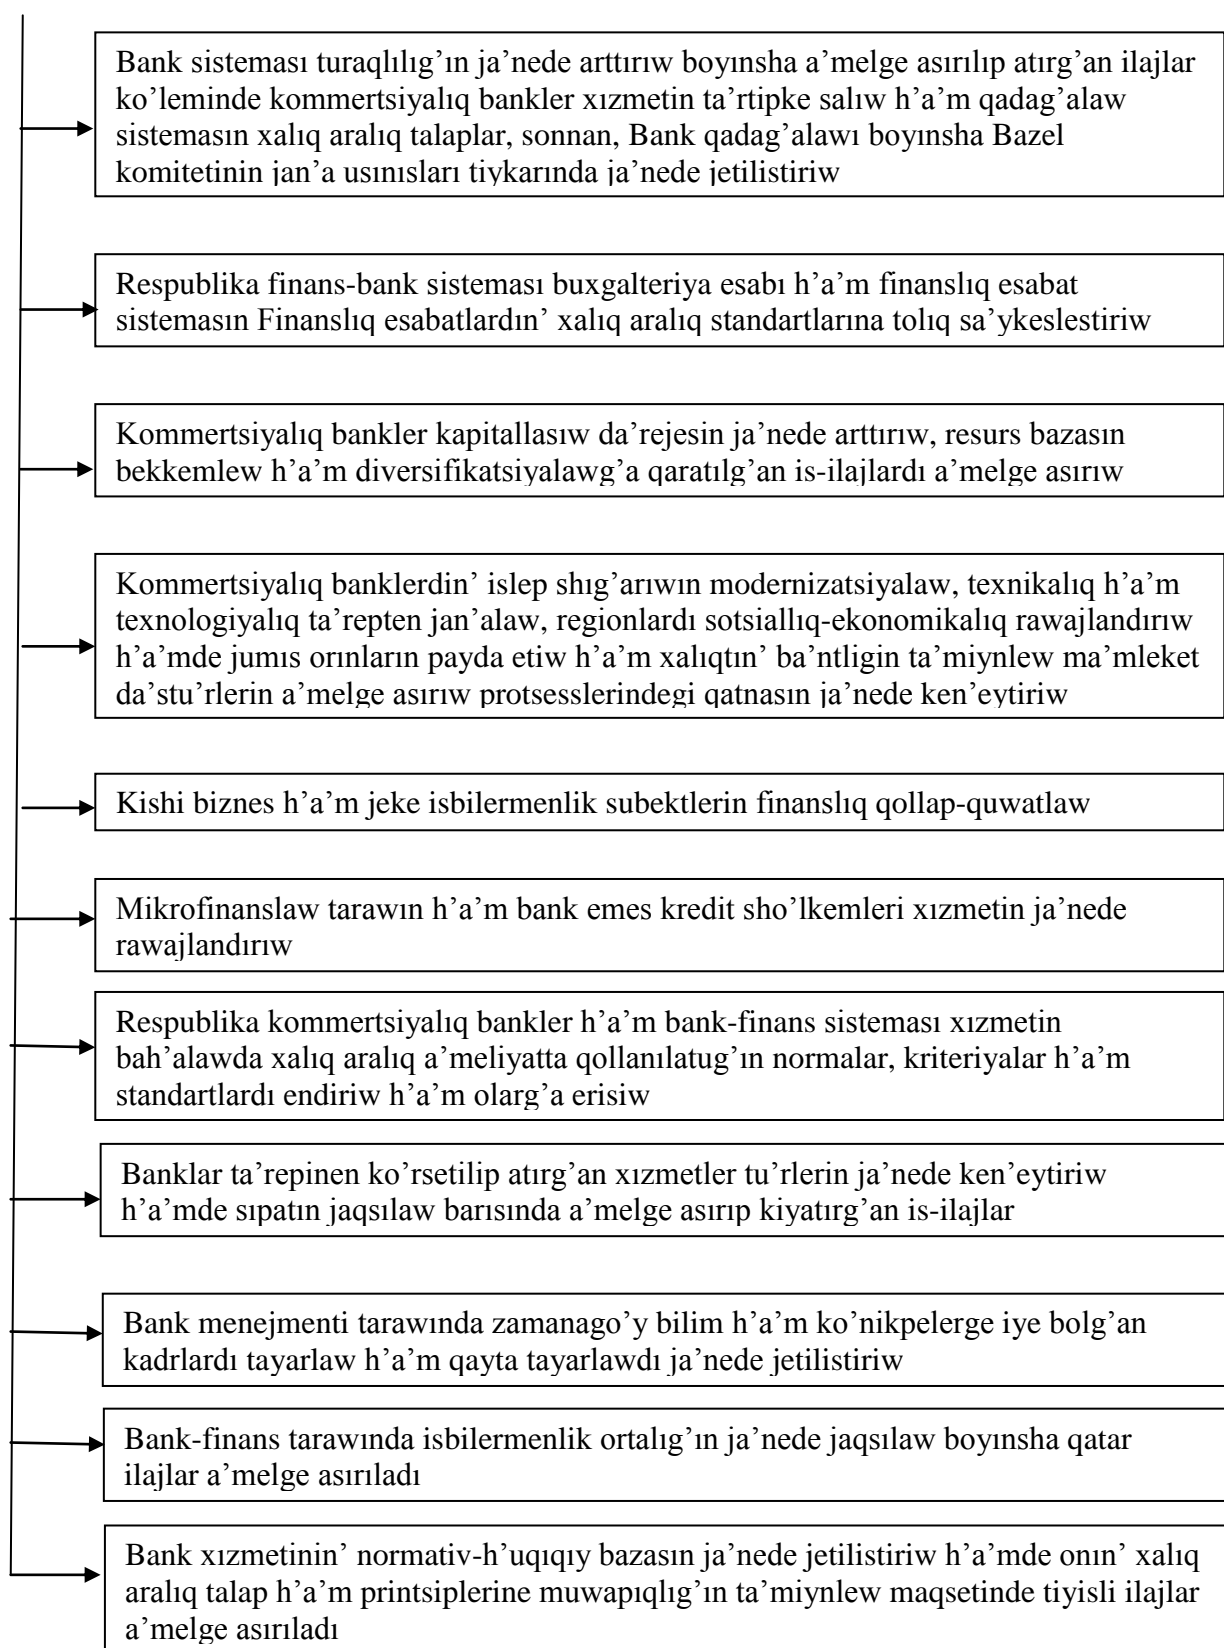 Bank sisteması turaqlılıg’ın ja’nede arttırıw boyınsha a’melge asırılıp atırg’an ilajlar
ko’leminde kommertsiyalıq bankler xızmetin ta’rtipke salıw h’a’m qadag’alaw
sistemasın xalıq aralıq talaplar, sonnan, Bank qadag’alawı boyınsha Bazel
komitetinin jan’a usınısları tiykarında ja’nede jetilistiriw
Respublika finans-bank sisteması buxgalteriya esabı h’a’m finanslıq esabat
sistemasın Finanslıq esabatlardın’ xalıq aralıq standartlarına tolıq sa’ykeslestiriw
Kommertsiyalıq bankler kapitallasıw da’rejesin ja’nede arttırıw, resurs bazasın
bekkemlew h’a’m diversifikatsiyalawg’a qaratılg’an is-ilajlardı a’melge asırıw
Kommertsiyalıq banklerdin’ islep shıg’arıwın modernizatsiyalaw, texnikalıq h’a’m
texnologiyalıq ta’repten jan’alaw, regionlardı sotsiallıq-ekonomikalıq rawajlandırıw
h’a’mde jumıs orınların payda etiw h’a’m xalıqtın’ ba’ntligin ta’miynlew ma’mleket
da’stu’rlerin a’melge asırıw protsesslerindegi qatnasın ja’nede ken’eytiriw
Kishi biznes h’a’m jeke isbilermenlik subektlerin finanslıq qollap-quwatlaw
Mikrofinanslaw tarawın h’a’m bank emes kredit sho’lkemleri xızmetin ja’nede
rawajlandırıw
Respublika kommertsiyalıq bankler h’a’m bank-finans sisteması xızmetin
bah’alawda xalıq aralıq a’meliyatta qollanılatug’ın normalar, kriteriyalar h’a’m
standartlardı endiriw h’a’m olarg’a erisiw
Banklar ta’repinen ko’rsetilip atırg’an xızmetler tu’rlerin ja’nede ken’eytiriw
h’a’mde sıpatın jaqsılaw barısında a’melge asırıp kiyatırg’an is-ilajlar
Bank menejmenti tarawında zamanago’y bilim h’a’m ko’nikpelerge iye bolg’an
kadrlardı tayarlaw h’a’m qayta tayarlawdı ja’nede jetilistiriw
Bank-finans tarawında isbilermenlik ortalıg’ın ja’nede jaqsılaw boyınsha qatar
ilajlar a’melge asırıladı
Bank xızmetinin’ normativ-h’uqıqıy bazasın ja’nede jetilistiriw h’a’mde onın’ xalıq
aralıq talap h’a’m printsiplerine muwapıqlıg’ın ta’miynlew maqsetinde tiyisli ilajlar
a’melge asırıladı